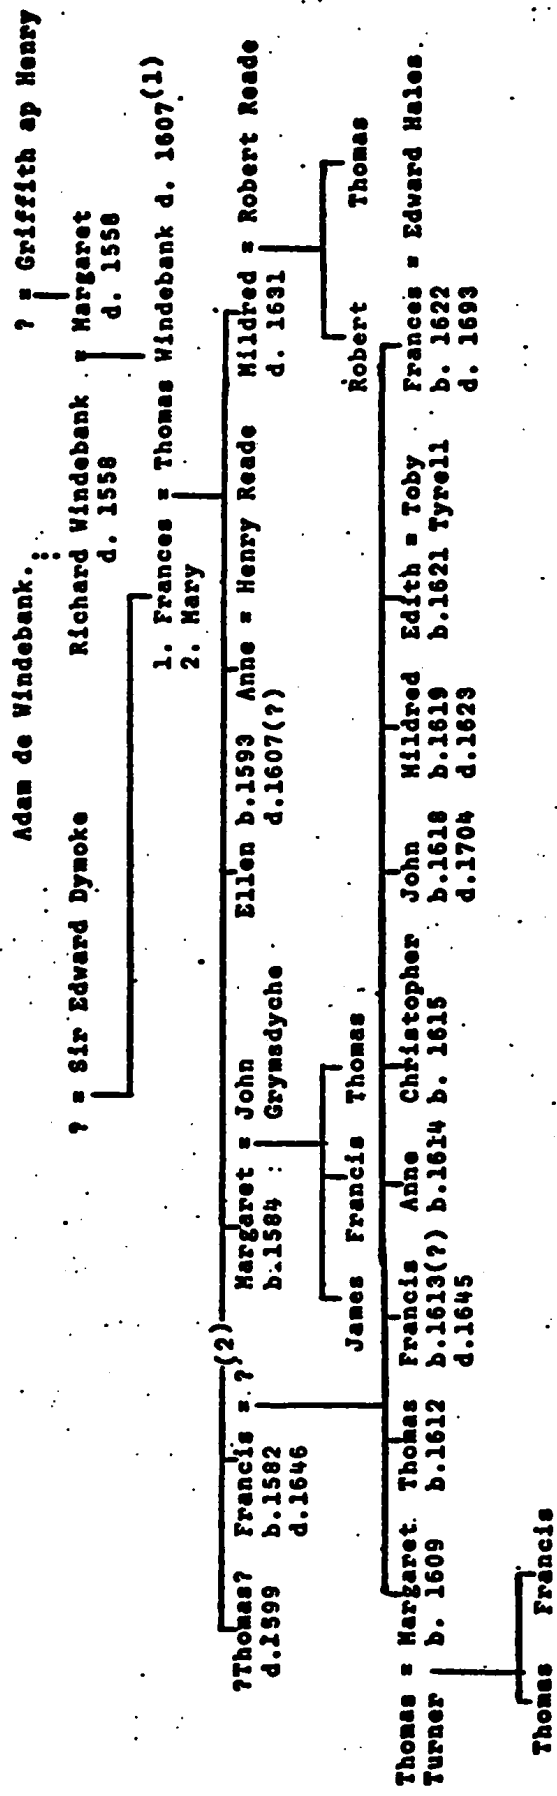 Adam de Windebank.
? = Griffith ap Henry
? = Sir Edward Dymoke
Richard Windebank = Margaret
d. 1558 d. 1558
1. Frances = Thomas Windebank d. 1607(1)
2. Mary
?Thomas? Francis = ?(2) Margaret = John Ellen b.1593 Anne = Henry Reade Mildred = Robert Reade
d.1599 b.1582 b.1584 : Grymsdyche d.1607(?) d. 1631
d.1646
James Francis Thomas Robert Thomas
Thomas = Margaret. Thomas Francis Anne Christopher John Mildred Edith = Toby Frances = Edward Hales.
Turner b. 1609 b.1612 b.1613(?) b.1614 b. 1615 b.1618 b.1619 b.1621 Tyrell b. 1622
d.1645 d.1704 d.1623 d. 1693
Thomas Francis